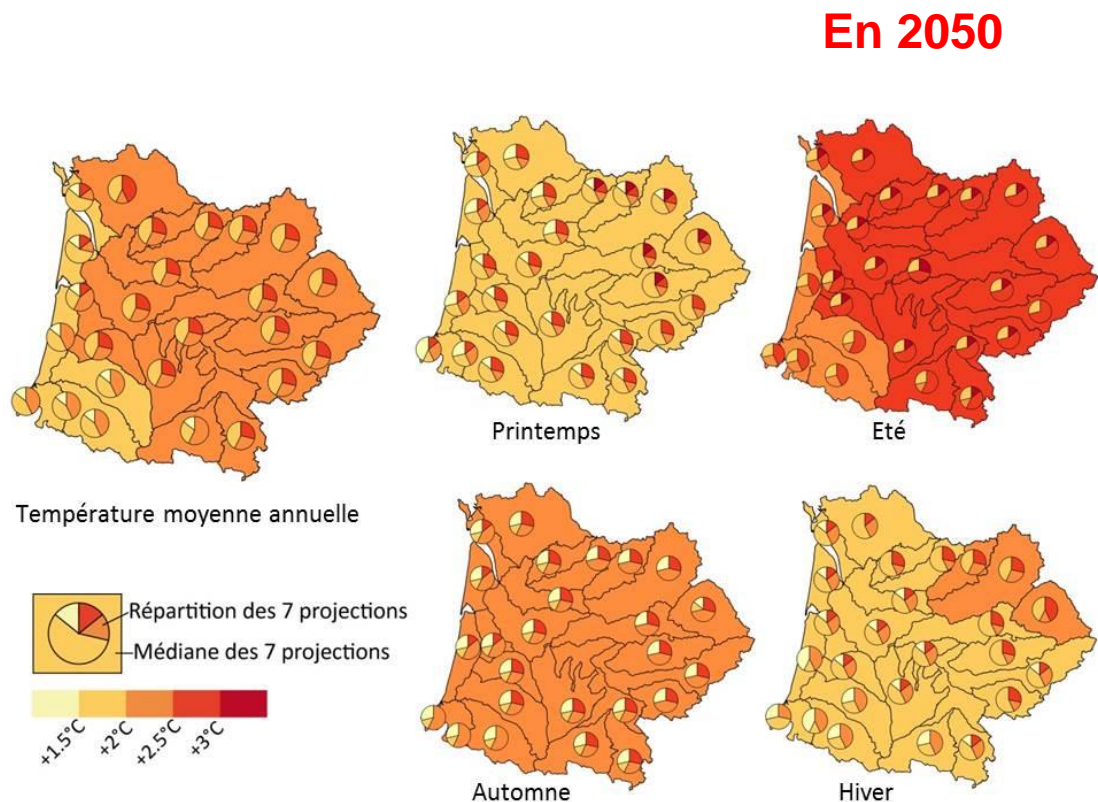 En 2050
Printemps
Eté
Température moyenne annuelle
Répartition des 7 projections
Médiane des 7 projections
+1.5°C
+2°C
+2.5°C
+3°C
Automne
Hiver